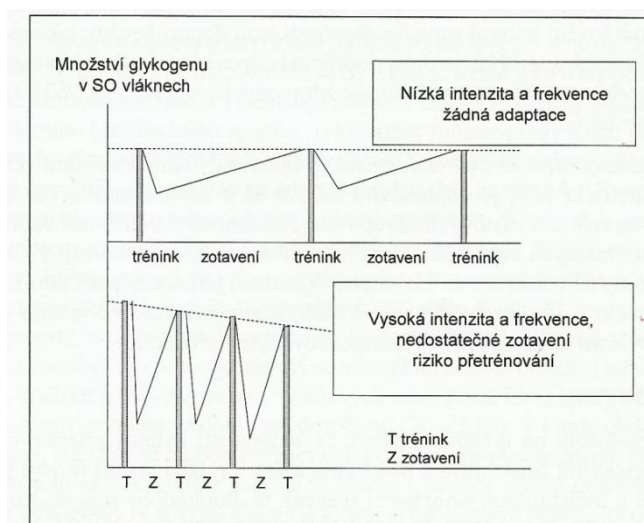 Množství glykogenu
v SO vláknech
Nízká intenzita a frekvence
žádná adaptace
trénink zotavení trénink zotavení trénink
Vysoká intenzita a frekvence,
nedostatečné zotavení
riziko přetrénování
T trénink
Z zotavení
T Z T Z T Z T